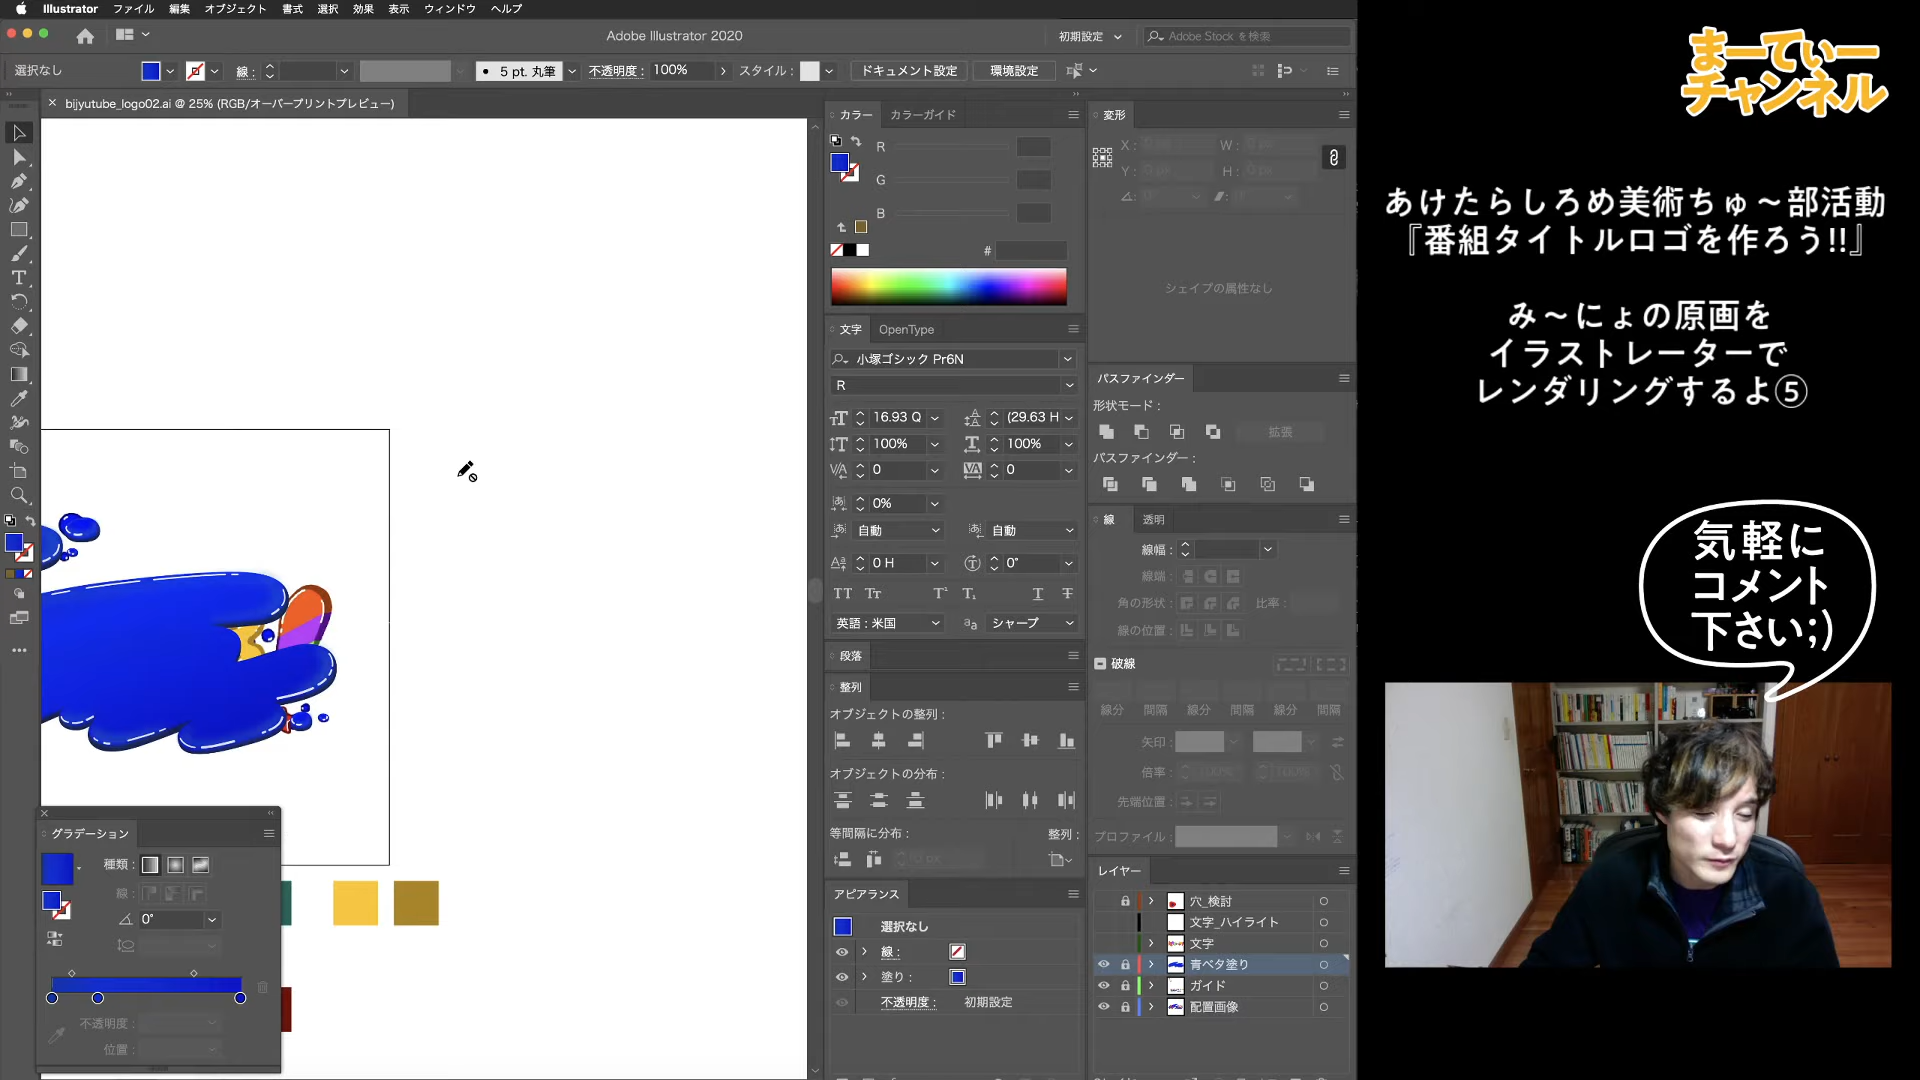 Illustrator ファイル 編集 オブジェクト 書式 選択 効果 表示 ウィンドウ ヘルプ
Adobe Illustrator 2020
初期設定
Adobe Stock を検索
選択なし
線 :
5 pt. 丸筆
不透明度 : 100%
スタイル :
ドキュメント設定
環境設定
bijyutube_logo02.ai @ 25% (RGB/オーバープリントプレビュー)
カラー カラーガイド
R
G
B
#
文字 OpenType
小塚ゴシック Pr6N
R
16.93 Q (29.63 H
100% 100%
0 0
0%
自動 自動
0 H 0°
英語 : 米国 シャープ
段落
整列
オブジェクトの整列 :
オブジェクトの分布 :
等間隔に分布 : 整列 :
0 px
アピアランス
選択なし
線 :
塗り :
不透明度 : 初期設定
変形
X : 0 px W : 0 px
Y : 0 px H : 0 px
シェイプの属性なし
パスファインダー
形状モード :
拡張
パスファインダー :
線 透明
線幅 :
線端 :
角の形状 : 比率 :
線の位置 :
破線
線分 間隔 線分 間隔 線分 間隔
矢印 :
倍率 : 100% 100%
先端位置 :
プロファイル :
レイヤー
穴_検討
文字_ハイライト
文字
青ベタ塗り
ガイド
配置画像
グラデーション
種類 :
線 :
0°
不透明度 :
位置 :
まーてぃー
チャンネル
あけたらしろめ美術ちゅ～部活動
『番組タイトルロゴを作ろう!!』
み～にょの原画を
イラストレーターで
レンダリングするよ⑤
気軽に
コメント
下さい;)